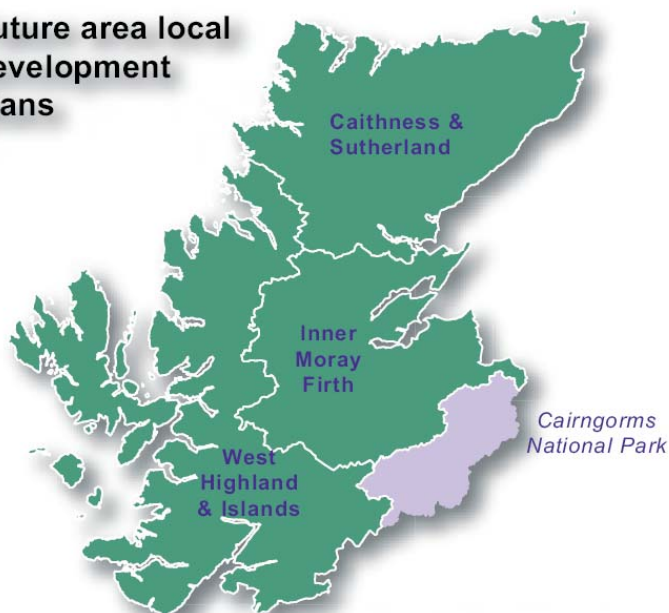 uture area local
evelopment
ans
Caithness &
Sutherland
Inner
Moray
Firth
Cairngorms
National Park
West
Highland
& Islands